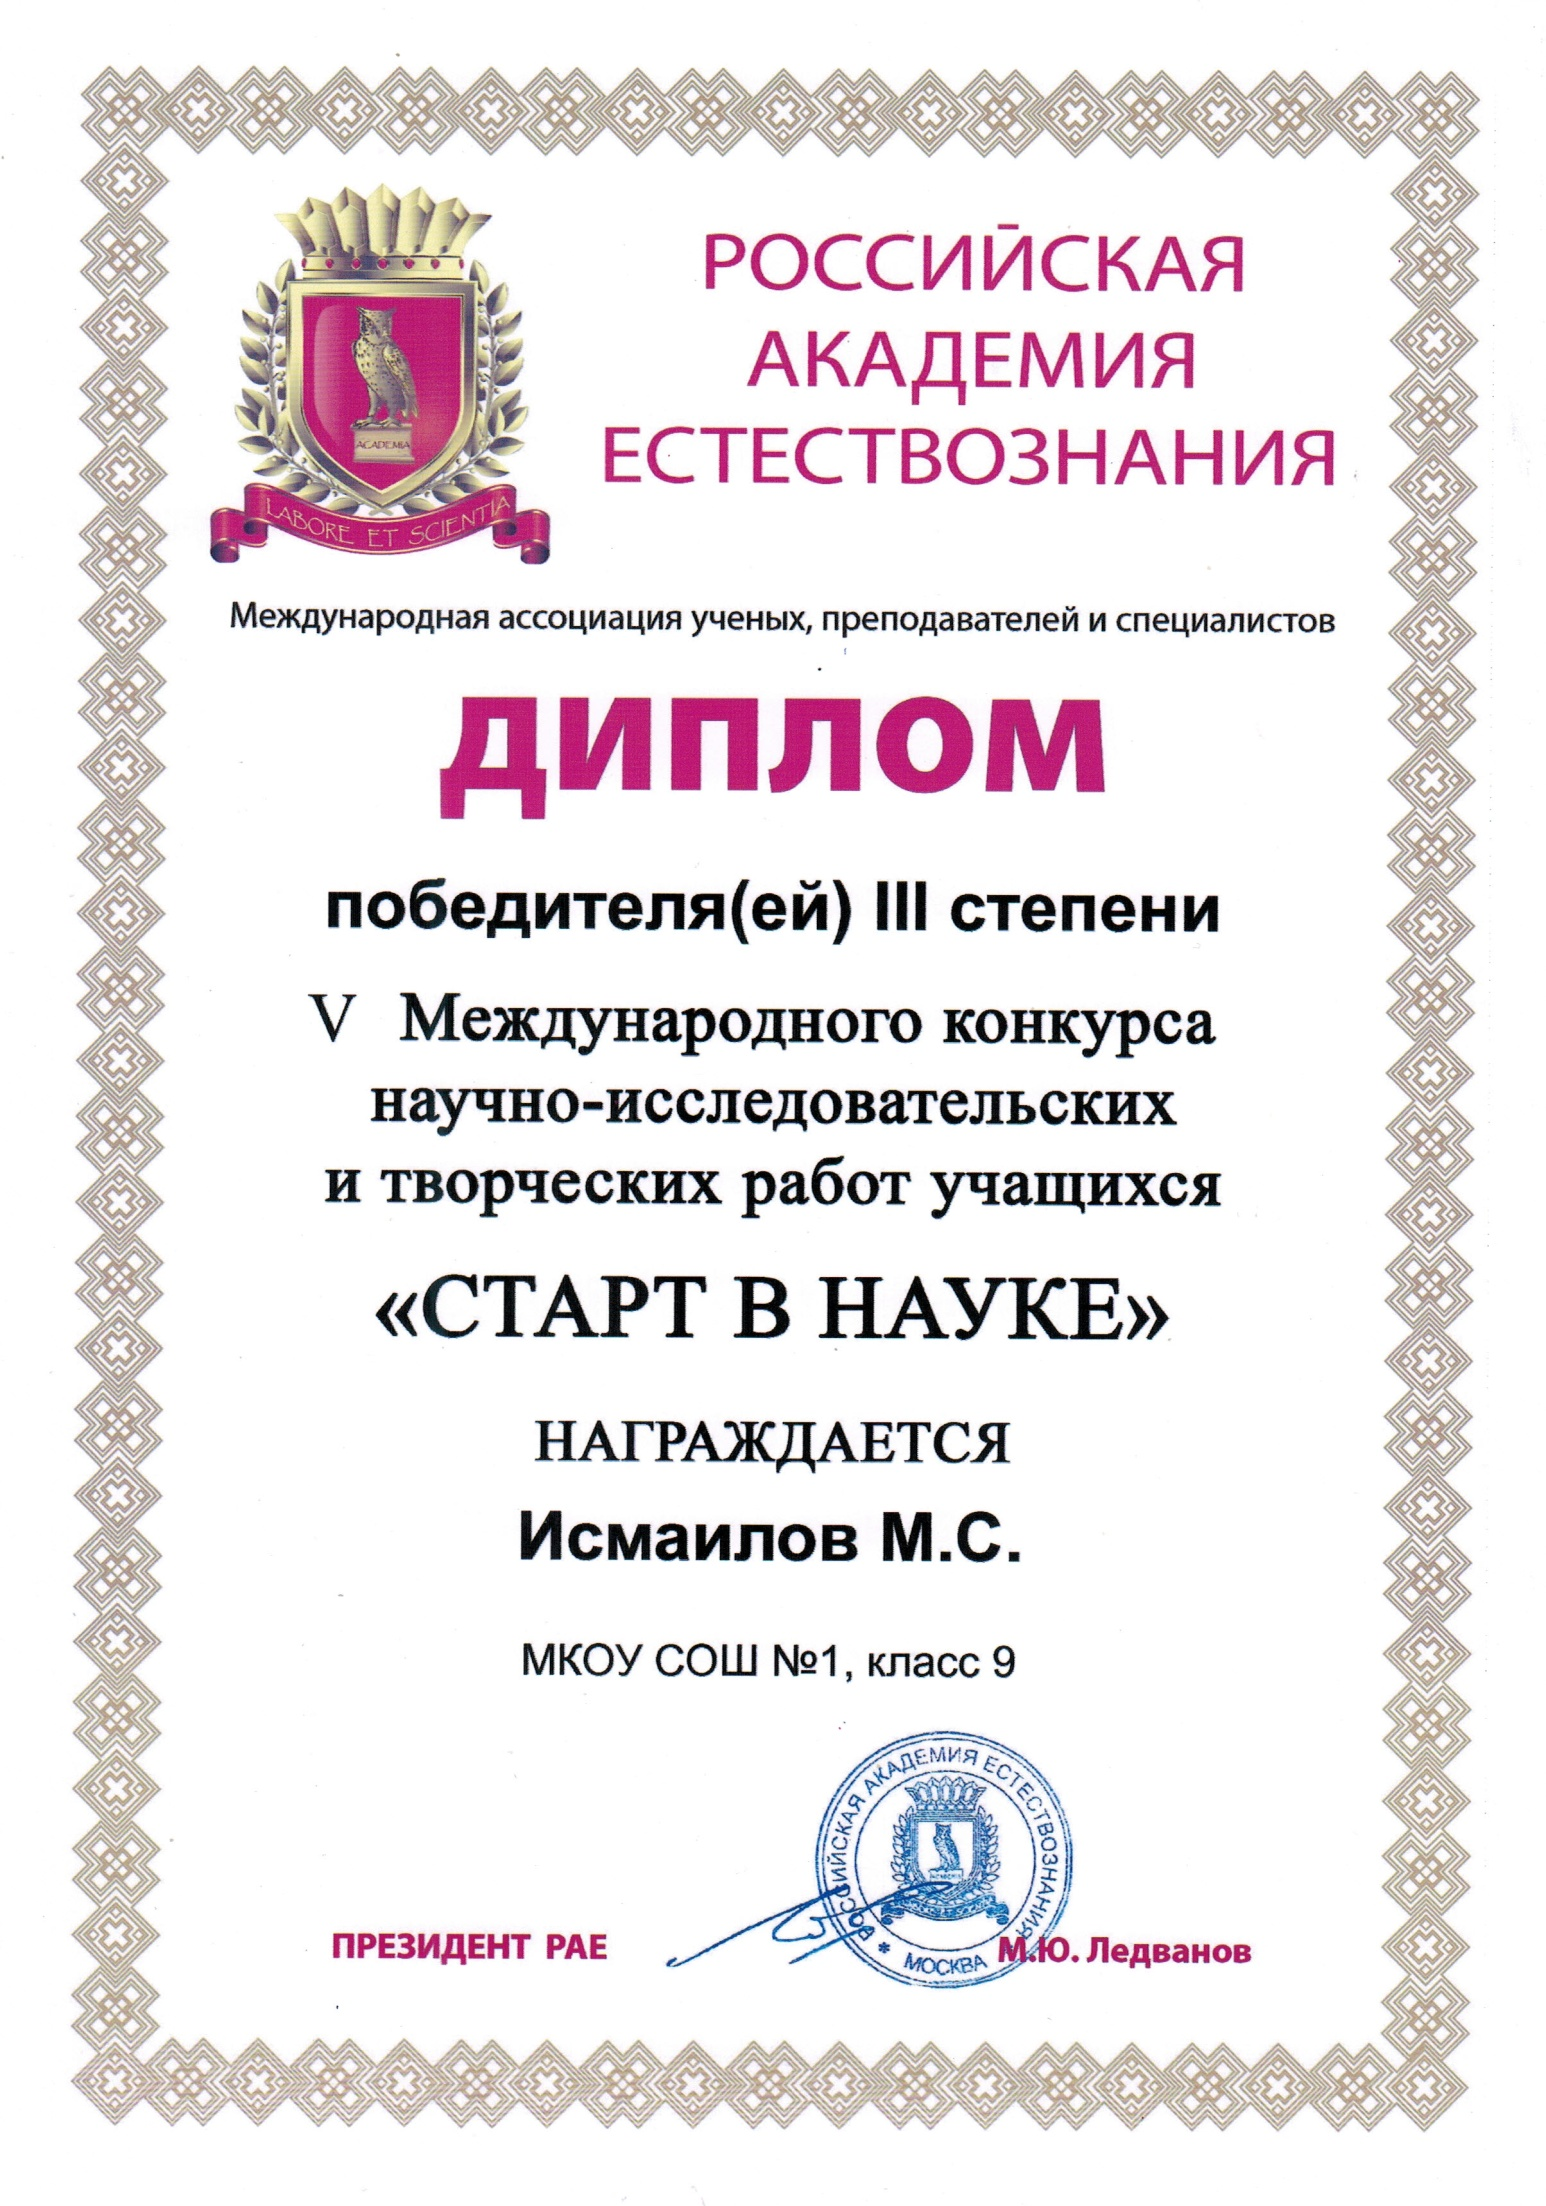 РОССИЙСКАЯ
АКАДЕМИЯ
ЕСТЕСТВОЗНАНИЯ
ACADEMIA
LABORE ET SCIENTIA
Международная ассоциация ученых, преподавателей и специалистов
ДИПЛОМ
победителя(ей) III степени
V Международного конкурса
научно-исследовательских
и творческих работ учащихся
«СТАРТ В НАУКЕ»
НАГРАЖДАЕТСЯ
Исмаилов М.С.
МКОУ СОШ №1, класс 9
РОССИЙСКАЯ АКАДЕМИЯ ЕСТЕСТВОЗНАНИЯ
* МОСКВА
ПРЕЗИДЕНТ РАЕ
М.Ю. Ледванов